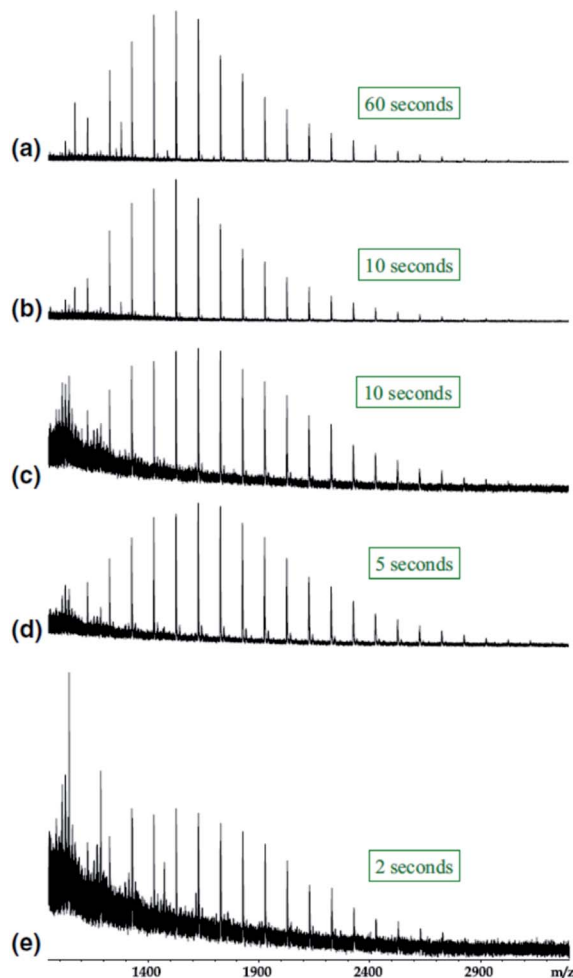 60 seconds
(a)
10 seconds
(b)
10 seconds
(c)
5 seconds
(d)
2 seconds
(e)
1400 1900 2400 2900 m/z